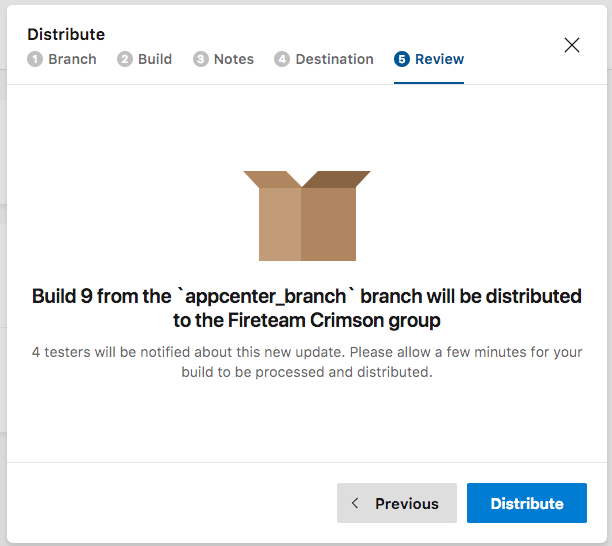 Distribute
1 Branch 2 Build 3 Notes 4 Destination 5 Review
Build 9 from the `appcenter_branch` branch will be distributed
to the Fireteam Crimson group
4 testers will be notified about this new update. Please allow a few minutes for your
build to be processed and distributed.
Previous Distribute